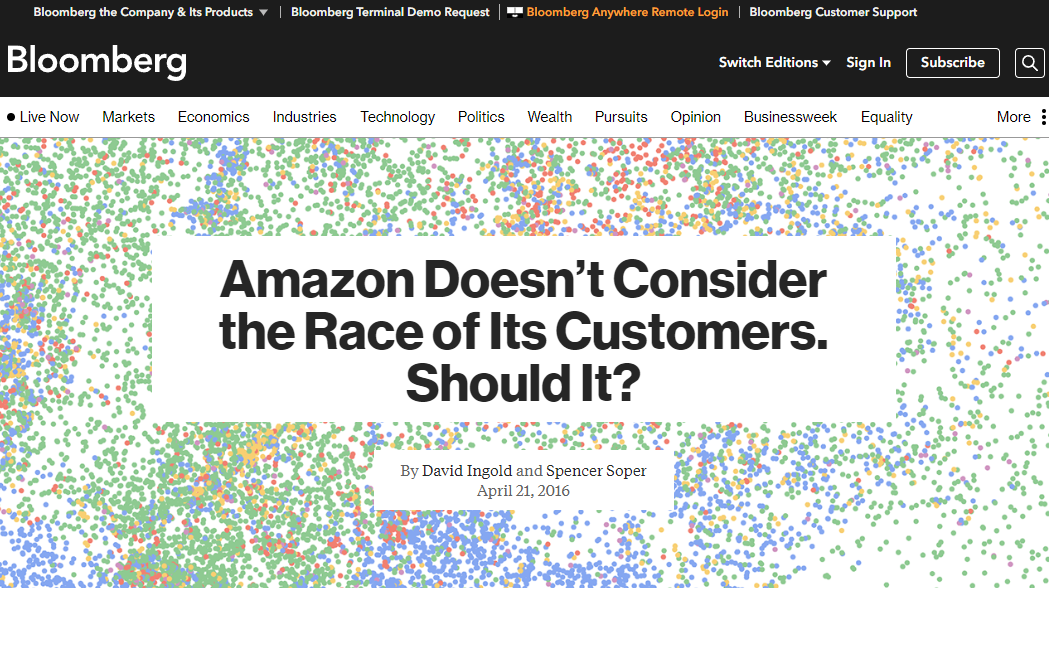 Bloomberg the Company & Its Products ▼ | Bloomberg Terminal Demo Request | Bloomberg Anywhere Remote Login | Bloomberg Customer Support
Bloomberg
Switch Editions Sign In Subscribe
Live Now Markets Economics Industries Technology Politics Wealth Pursuits Opinion Businessweek Equality More
Amazon Doesn’t Consider
the Race of Its Customers.
Should It?
By David Ingold and Spencer Soper
April 21, 2016